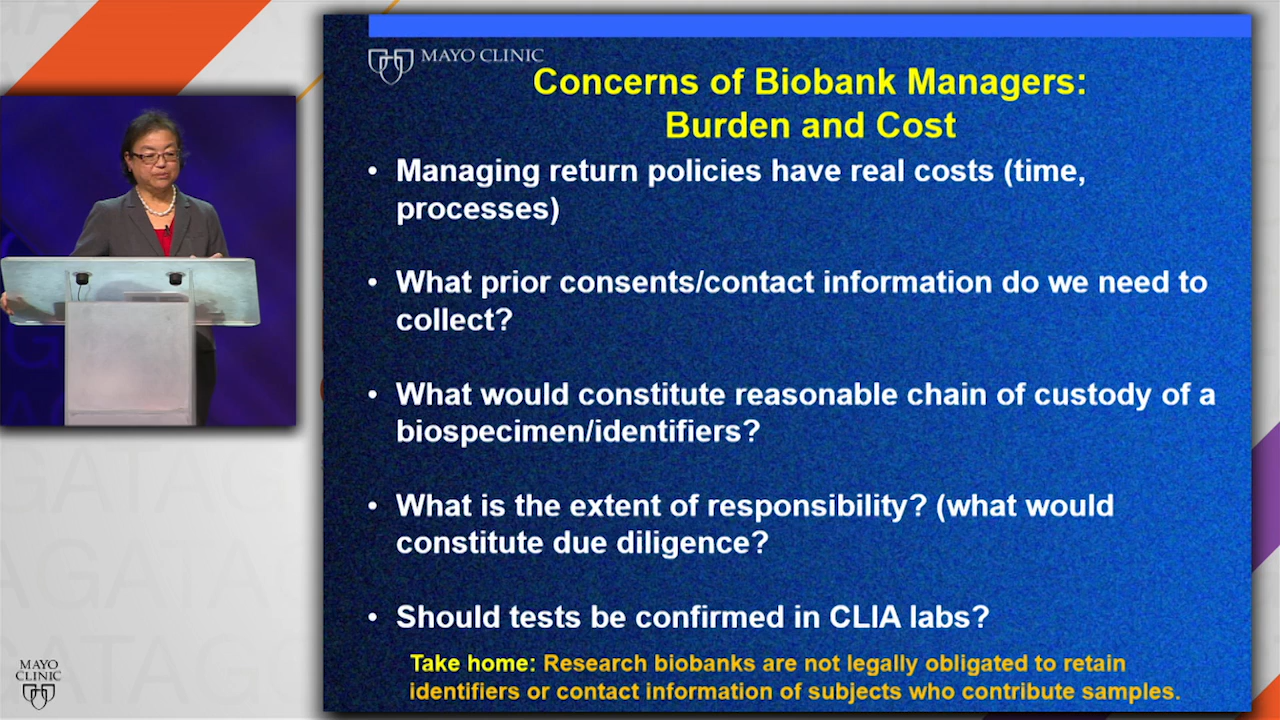 MAYO CLINIC
Concerns of Biobank Managers:
Burden and Cost
• Managing return policies have real costs (time,
processes)
• What prior consents/contact information do we need to
collect?
• What would constitute reasonable chain of custody of a
biospecimen/identifiers?
• What is the extent of responsibility? (what would
constitute due diligence?
• Should tests be confirmed in CLIA labs?
Take home: Research biobanks are not legally obligated to retain
identifiers or contact information of subjects who contribute samples.
MAYO
CLINIC